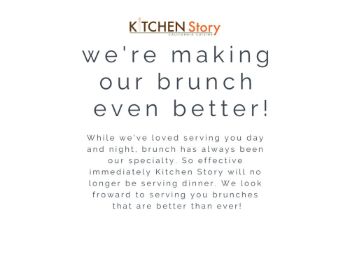 KITCHEN Story
CALIFORNIA CUISINE
we're making
our brunch
even better!
While we've loved serving you day
and night, brunch has always been
our specialty. So effective
immediately Kitchen Story will no
longer be serving dinner. We look
froward to serving you brunches
that are better than ever!